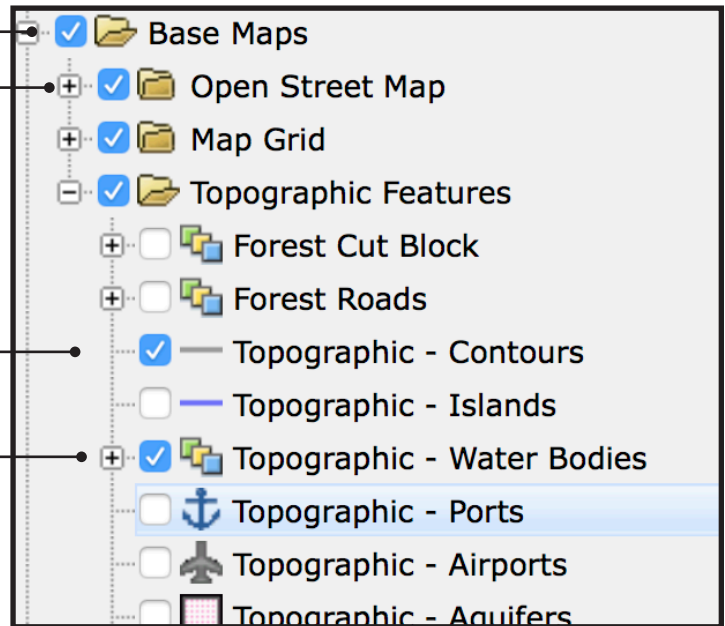 Base Maps
Open Street Map
Map Grid
Topographic Features
Forest Cut Block
Forest Roads
Topographic - Contours
Topographic - Islands
Topographic - Water Bodies
Topographic - Ports
Topographic - Airports
Topographic - Aquifers